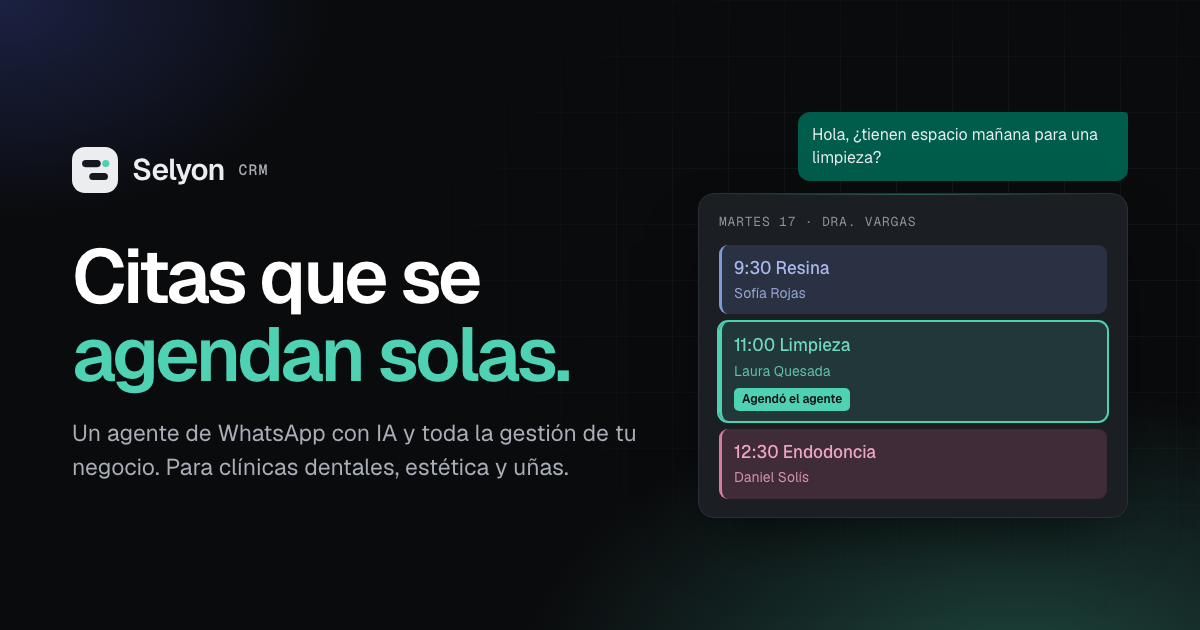 Selyon CRM
Citas que se
agendan solas.
Un agente de WhatsApp con IA y toda la gestión de tu
negocio. Para clínicas dentales, estética y uñas.
Hola, ¿tienen espacio mañana para una
limpieza?
MARTES 17 · DRA. VARGAS
9:30 Resina
Sofía Rojas
11:00 Limpieza
Laura Quesada
Agendó el agente
12:30 Endodoncia
Daniel Solís